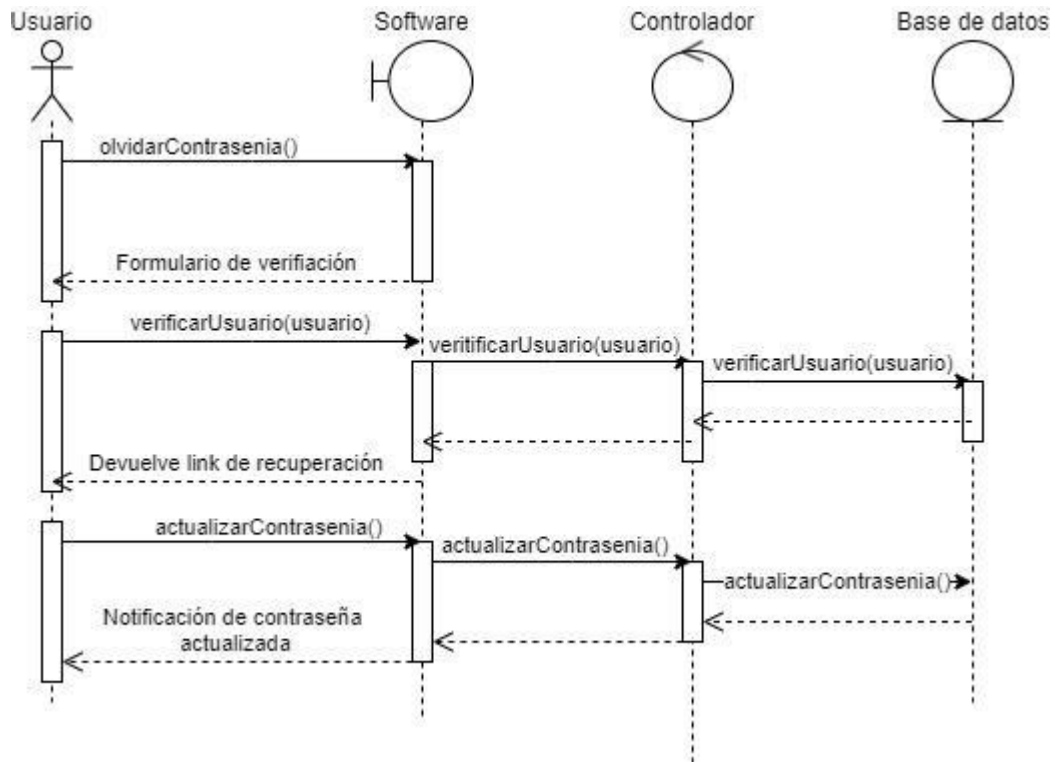 Usuario
Software
Controlador
Base de datos
olvidarContrasenia()
Formulario de verifiación
verificarUsuario(usuario)
veritificarUsuario(usuario)
verificarUsuario(usuario)
Devuelve link de recuperación
actualizarContrasenia()
actualizarContrasenia()
actualizarContrasenia()
Notificación de contraseña
actualizada